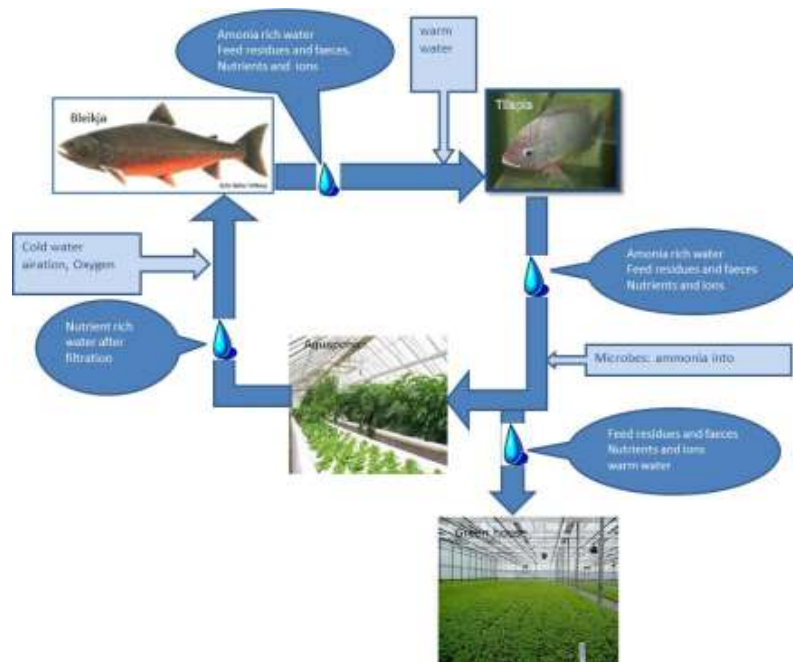 Amonia rich water
Feed residues and faeces.
Nutrients and ions
warm
water
Bleikja
Tilapia
Cold water
airation, Oxygen
Amonia rich water
Feed residues and faeces
Nutrients and ions
Nutrient rich
water after
filtration
Microbes: ammonia into
Feed residues and faeces
Nutrients and ions
warm water
Green house